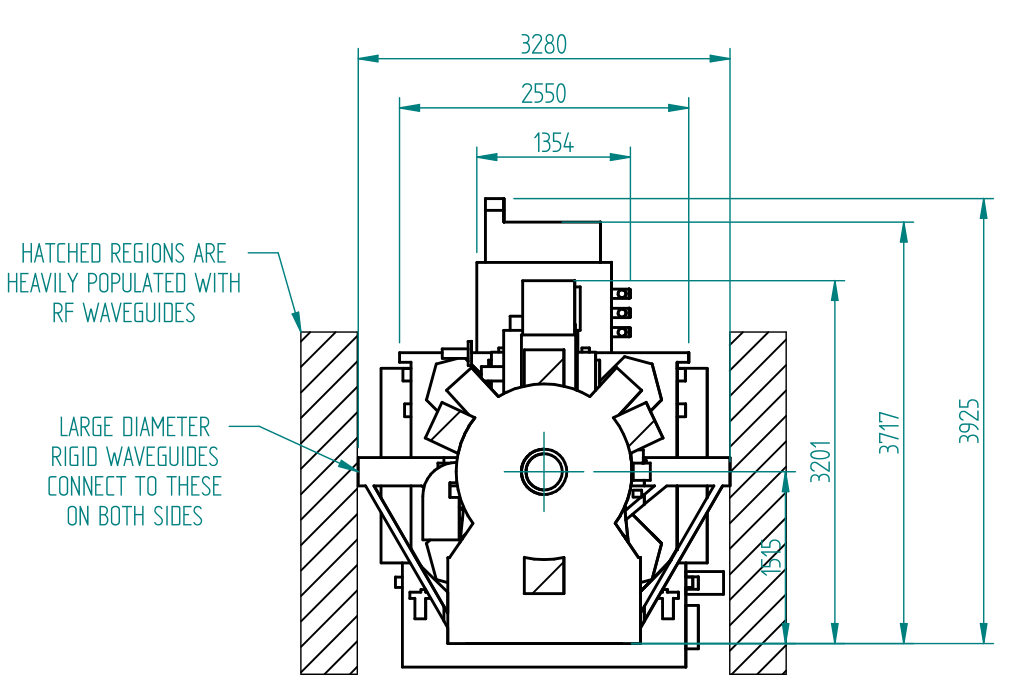 3280
2550
1354
HATCHED REGIONS ARE
HEAVILY POPULATED WITH
RF WAVEGUIDES
LARGE DIAMETER
RIGID WAVEGUIDES
CONNECT TO THESE
ON BOTH SIDES
3201
3717
3925
1515